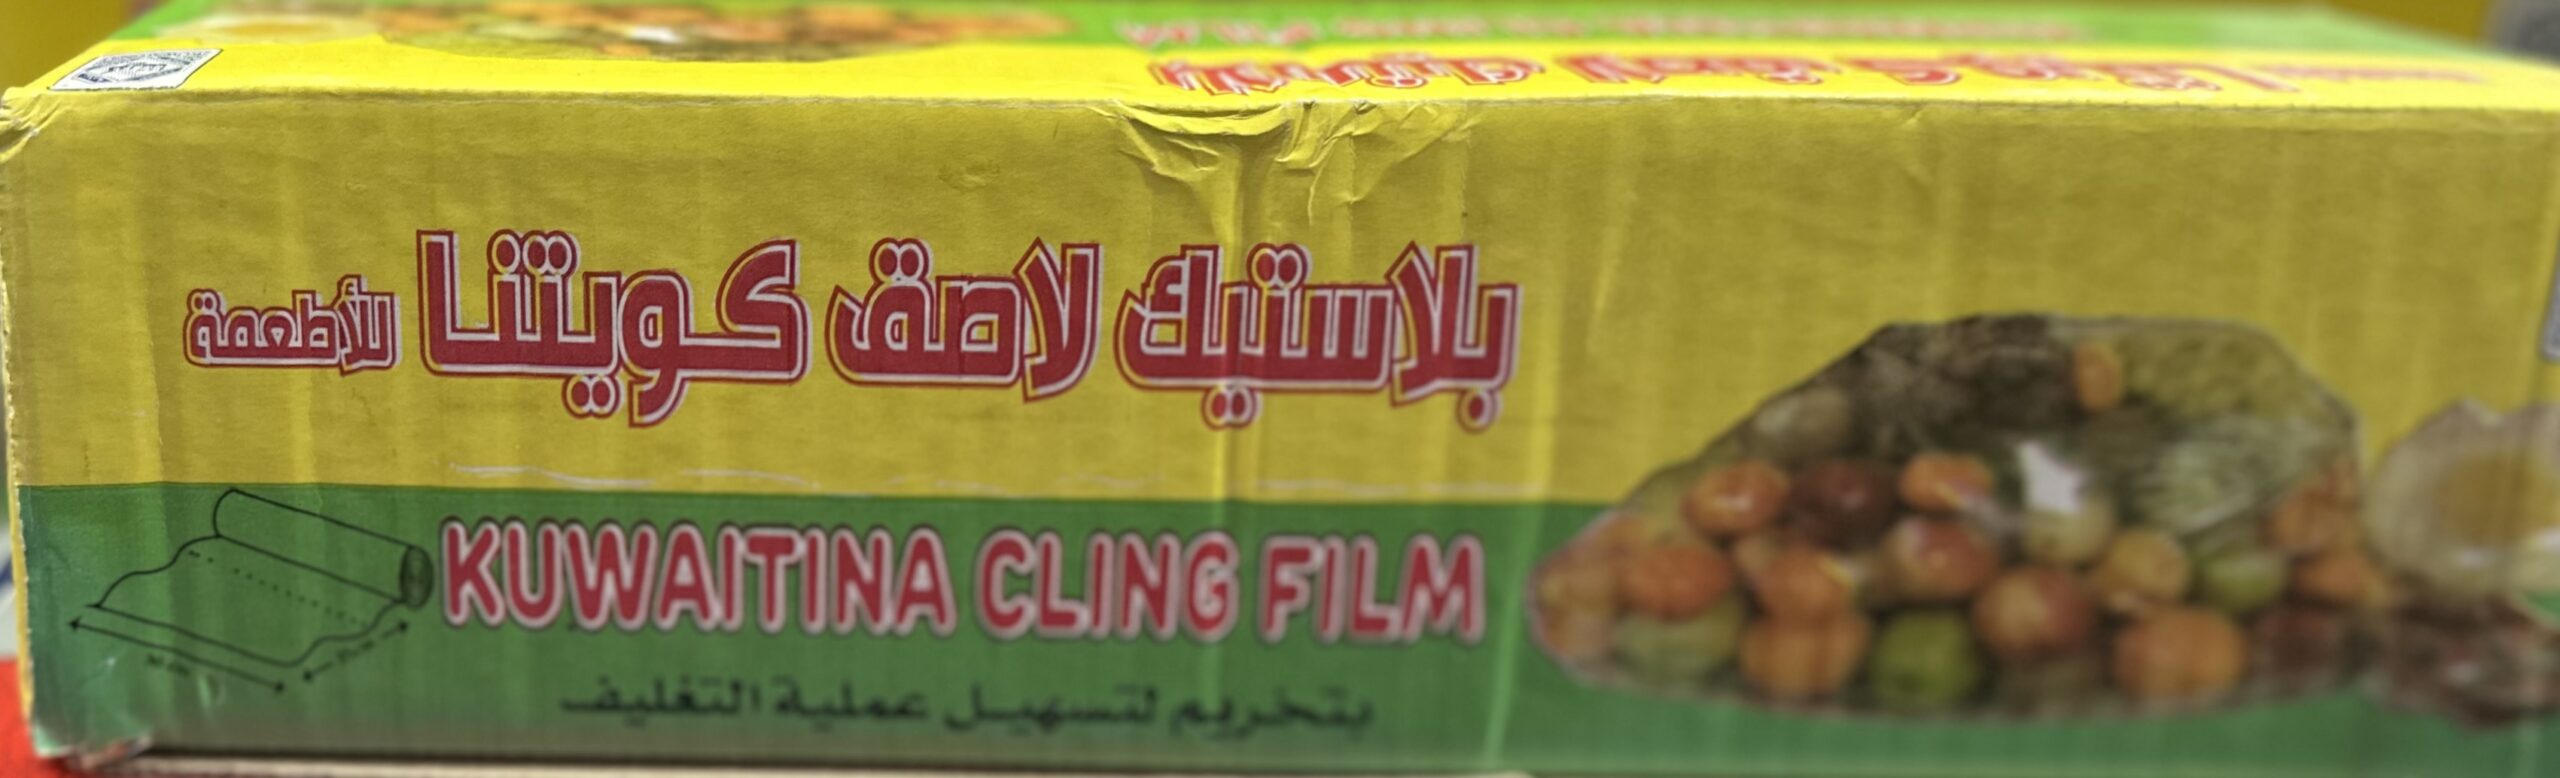 بلاستيك لاصق كويتنا للأطعمة
KUWAITINA CLING FILM
بتخريم لتسهيل عملية التغليف